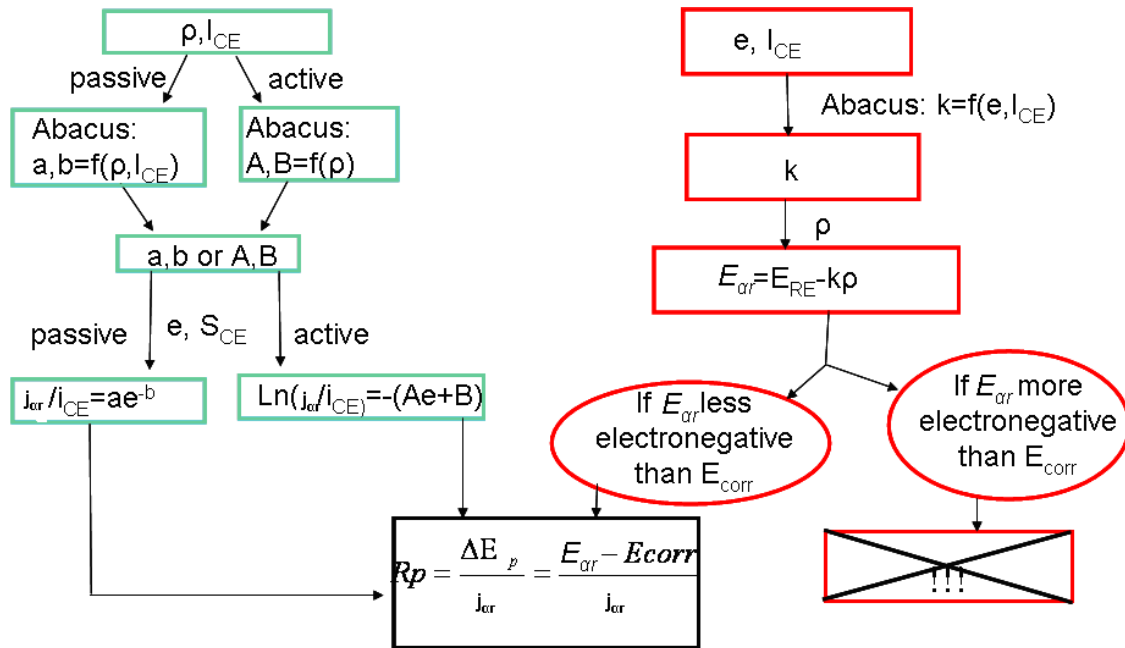 ρ,I_CE
passive
active
Abacus:
a,b=f(ρ,I_CE)
Abacus:
A,B=f(ρ)
a,b or A,B
passive
e, S_CE
active
j_αr/i_CE=ae^-b
Ln(j_αr/i_CE)=-(Ae+B)
e, I_CE
Abacus: k=f(e,I_CE)
k
ρ
E_αr=E_RE-kρ
If E_αr less
electronegative
than E_corr
If E_αr more
electronegative
than E_corr
Rp = ΔE_p / j_αr = E_αr – Ecorr / j_αr
!!!